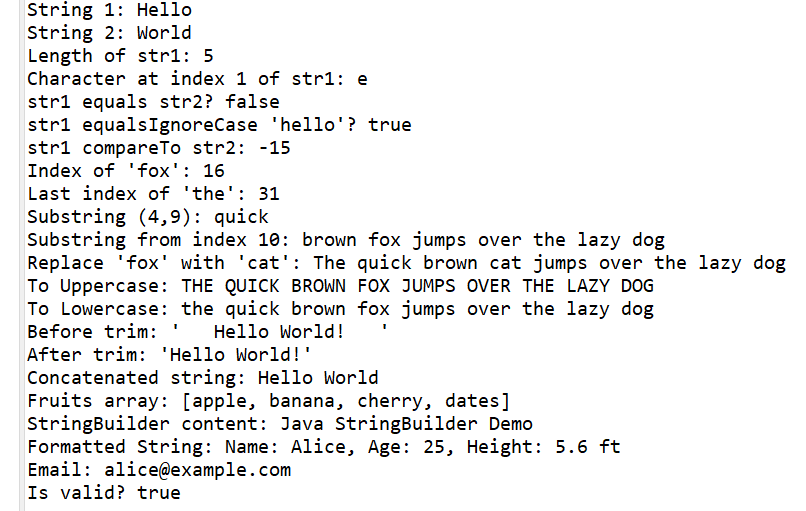 String 1: Hello
String 2: World
Length of str1: 5
Character at index 1 of str1: e
str1 equals str2? false
str1 equalsIgnoreCase 'hello'? true
str1 compareTo str2: -15
Index of 'fox': 16
Last index of 'the': 31
Substring (4,9): quick
Substring from index 10: brown fox jumps over the lazy dog
Replace 'fox' with 'cat': The quick brown cat jumps over the lazy dog
To Uppercase: THE QUICK BROWN FOX JUMPS OVER THE LAZY DOG
To Lowercase: the quick brown fox jumps over the lazy dog
Before trim: '   Hello World!   '
After trim: 'Hello World!'
Concatenated string: Hello World
Fruits array: [apple, banana, cherry, dates]
StringBuilder content: Java StringBuilder Demo
Formatted String: Name: Alice, Age: 25, Height: 5.6 ft
Email: alice@example.com
Is valid? true